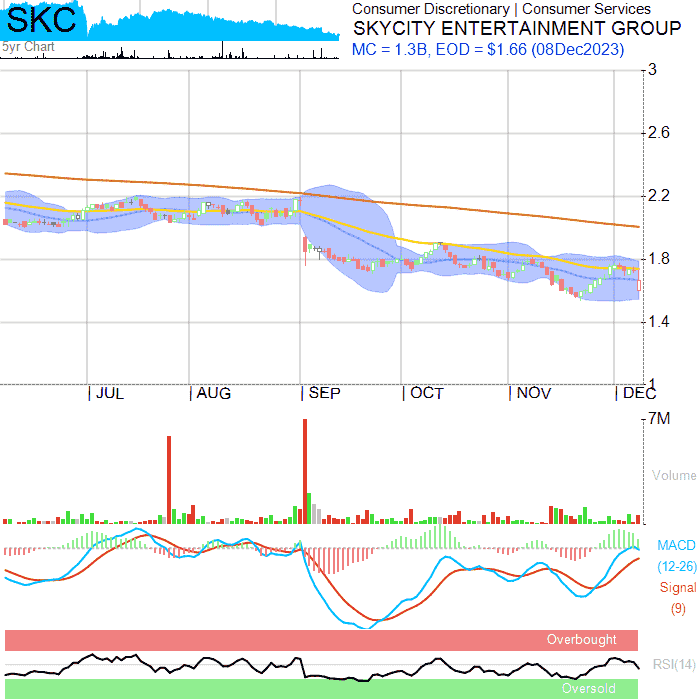 SKC
5yr Chart
Consumer Discretionary | Consumer Services
SKYCITY ENTERTAINMENT GROUP
MC = 1.3B, EOD = $1.66 (08Dec2023)
3
2.6
2.2
1.8
1.4
1
JUL AUG SEP OCT NOV DEC
7M
Volume
MACD
(12-26)
Signal
(9)
Overbought
RSI(14)
Oversold